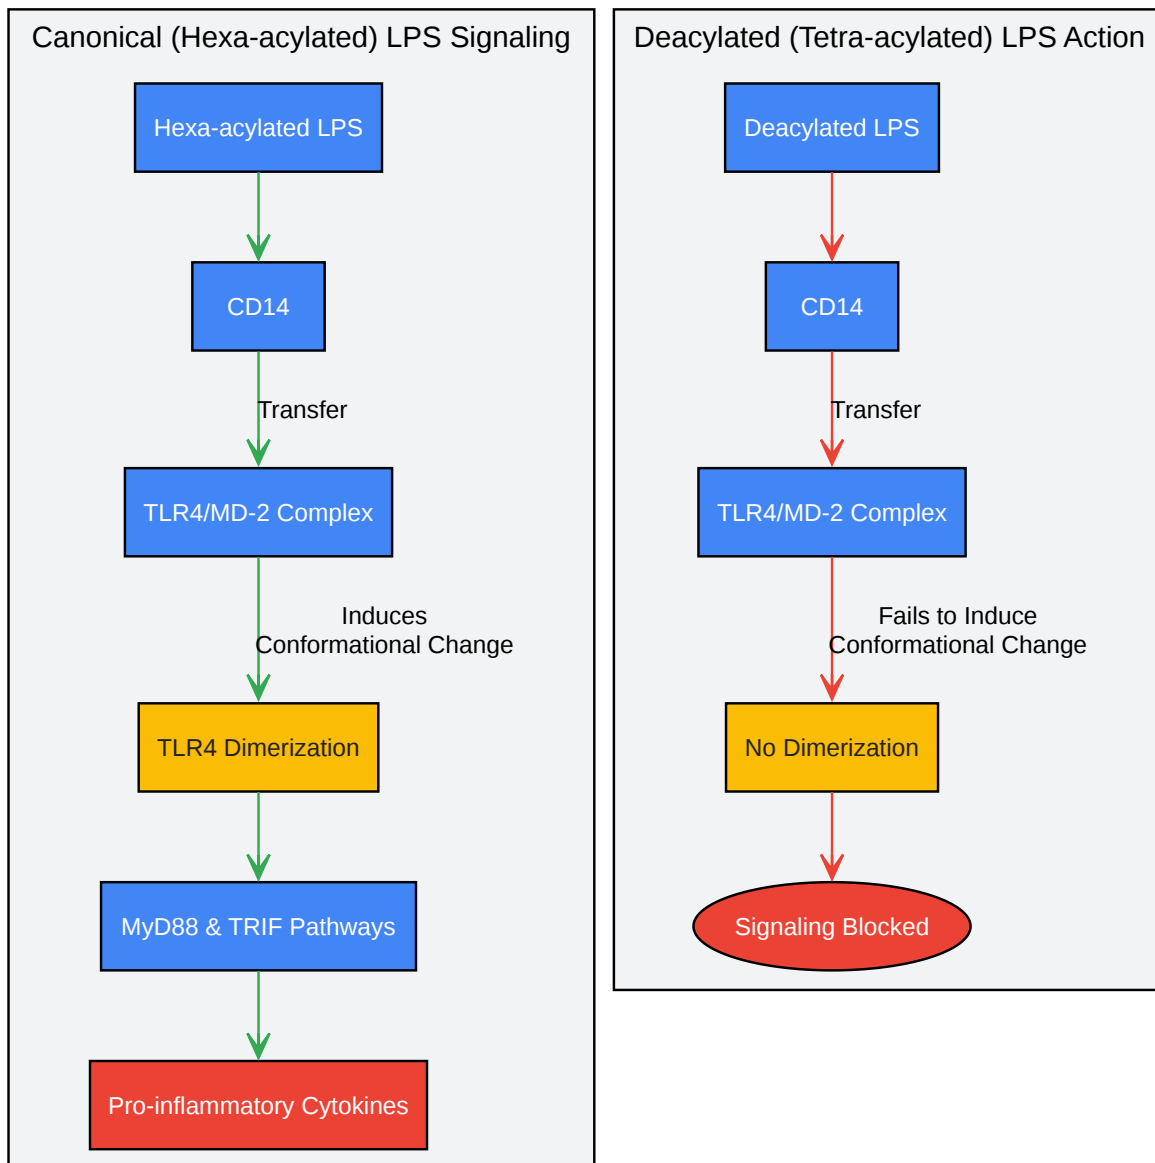 Canonical (Hexa-acylated) LPS Signaling
Hexa-acylated LPS
CD14
Transfer
TLR4/MD-2 Complex
Induces
Conformational Change
TLR4 Dimerization
MyD88 & TRIF Pathways
Pro-inflammatory Cytokines
Deacylated (Tetra-acylated) LPS Action
Deacylated LPS
CD14
Transfer
TLR4/MD-2 Complex
Fails to Induce
Conformational Change
No Dimerization
Signaling Blocked